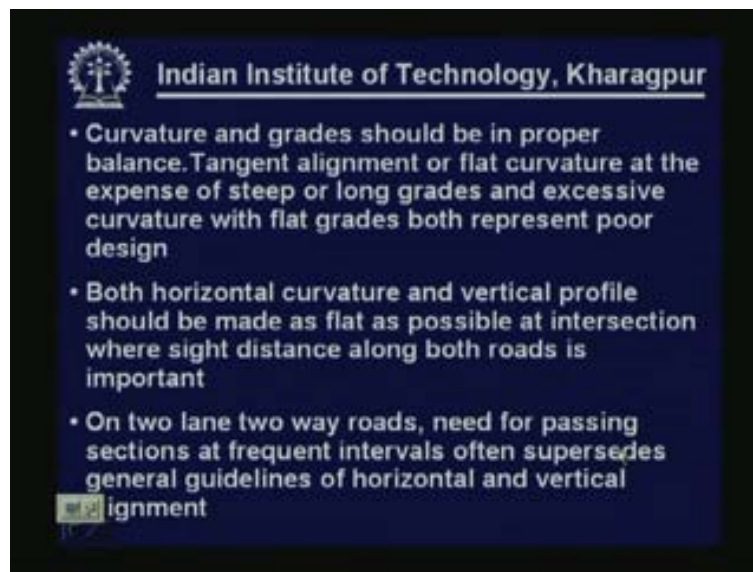 Indian Institute of Technology, Kharagpur
• Curvature and grades should be in proper
balance.Tangent alignment or flat curvature at the
expense of steep or long grades and excessive
curvature with flat grades both represent poor
design
• Both horizontal curvature and vertical profile
should be made as flat as possible at intersection
where sight distance along both roads is
important
• On two lane two way roads, need for passing
sections at frequent intervals often supersedes
general guidelines of horizontal and vertical
ignment